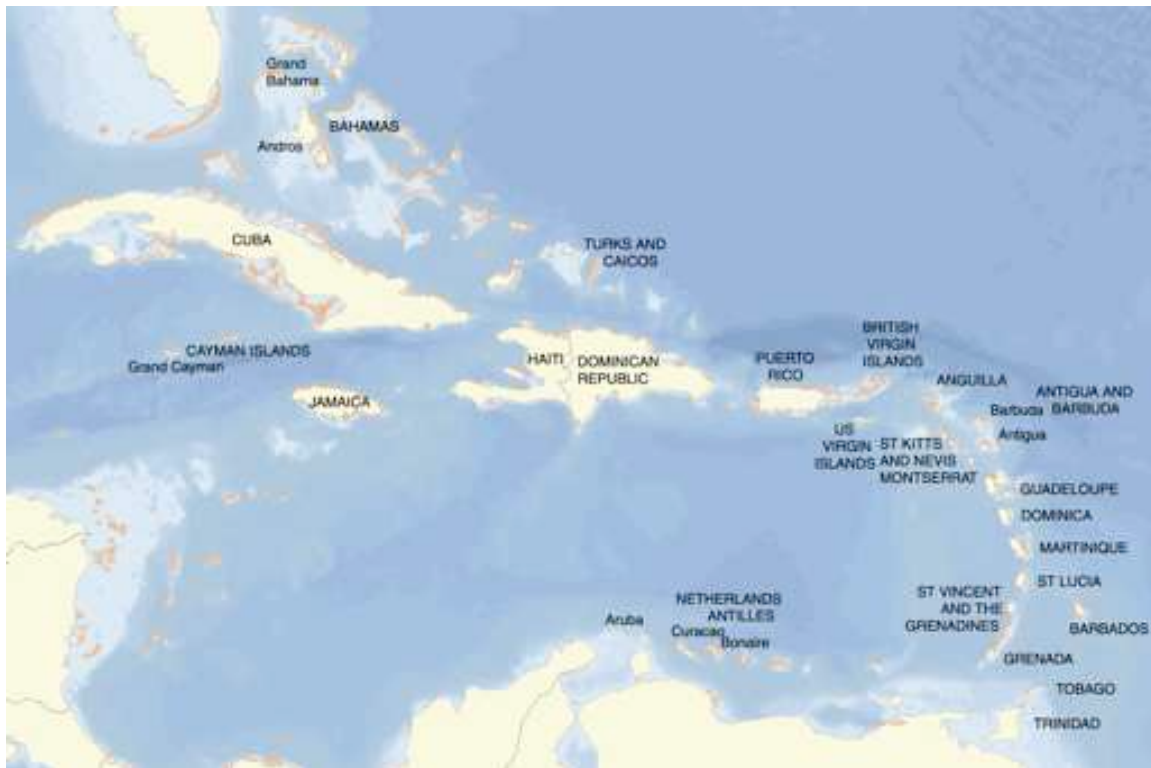 Grand
Bahama
BAHAMAS
Andros
CUBA
TURKS AND
CAICOS
CAYMAN ISLANDS
Grand Cayman
HAITI
DOMINICAN
REPUBLIC
JAMAICA
PUERTO
RICO
BRITISH
VIRGIN
ISLANDS
ANGUILLA
ANTIGUA AND
BARBUDA
Barbuda
Antigua
US
VIRGIN
ISLANDS
ST KITTS
AND NEVIS
MONTSERRAT
GUADELOUPE
DOMINICA
MARTINIQUE
ST LUCIA
ST VINCENT
AND THE
GRENADINES
BARBADOS
NETHERLANDS
ANTILLES
Aruba
Curacao
Bonaire
GRENADA
TOBAGO
TRINIDAD